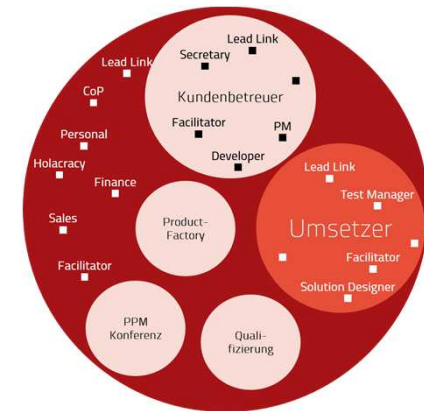 Lead Link
CoP
Personal
Holacracy
Finance
Sales
Facilitator
Lead Link
Secretary
Kundenbetreuer
Facilitator
PM
Developer
Product-
Factory
Lead Link
Test Manager
Umsetzer
Facilitator
Solution Designer
PPM
Konferenz
Quali-
fizierung